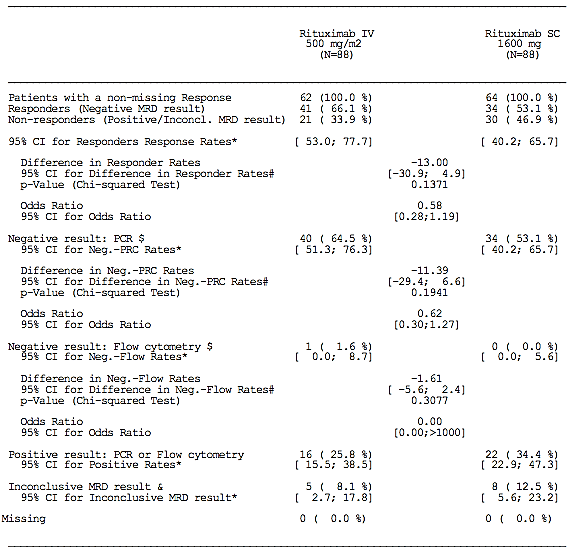 Rituximab IV Rituximab SC
500 mg/m2 1600 mg
(N=88) (N=88)
Patients with a non-missing Response 62 (100.0 %) 64 (100.0 %)
Responders (Negative MRD result) 41 ( 66.1 %) 34 ( 53.1 %)
Non-responders (Positive/Inconcl. MRD result) 21 ( 33.9 %) 30 ( 46.9 %)
95% CI for Responders Response Rates* [ 53.0; 77.7] [ 40.2; 65.7]
Difference in Responder Rates -13.00
95% CI for Difference in Responder Rates# [-30.9; 4.9]
p-Value (Chi-squared Test) 0.1371
Odds Ratio 0.58
95% CI for Odds Ratio [0.28;1.19]
Negative result: PCR $ 40 ( 64.5 %) 34 ( 53.1 %)
95% CI for Neg.-PRC Rates* [ 51.3; 76.3] [ 40.2; 65.7]
Difference in Neg.-PRC Rates -11.39
95% CI for Difference in Neg.-PRC Rates# [-29.4; 6.6]
p-Value (Chi-squared Test) 0.1941
Odds Ratio 0.62
95% CI for Odds Ratio [0.30;1.27]
Negative result: Flow cytometry $ 1 ( 1.6 %) 0 ( 0.0 %)
95% CI for Neg.-Flow Rates* [ 0.0; 8.7] [ 0.0; 5.6]
Difference in Neg.-Flow Rates -1.61
95% CI for Difference in Neg.-Flow Rates# [ -5.6; 2.4]
p-Value (Chi-squared Test) 0.3077
Odds Ratio 0.00
95% CI for Odds Ratio [0.00;>1000]
Positive result: PCR or Flow cytometry 16 ( 25.8 %) 22 ( 34.4 %)
95% CI for Positive Rates* [ 15.5; 38.5] [ 22.9; 47.3]
Inconclusive MRD result & 5 ( 8.1 %) 8 ( 12.5 %)
95% CI for Inconclusive MRD result* [ 2.7; 17.8] [ 5.6; 23.2]
Missing 0 ( 0.0 %) 0 ( 0.0 %)